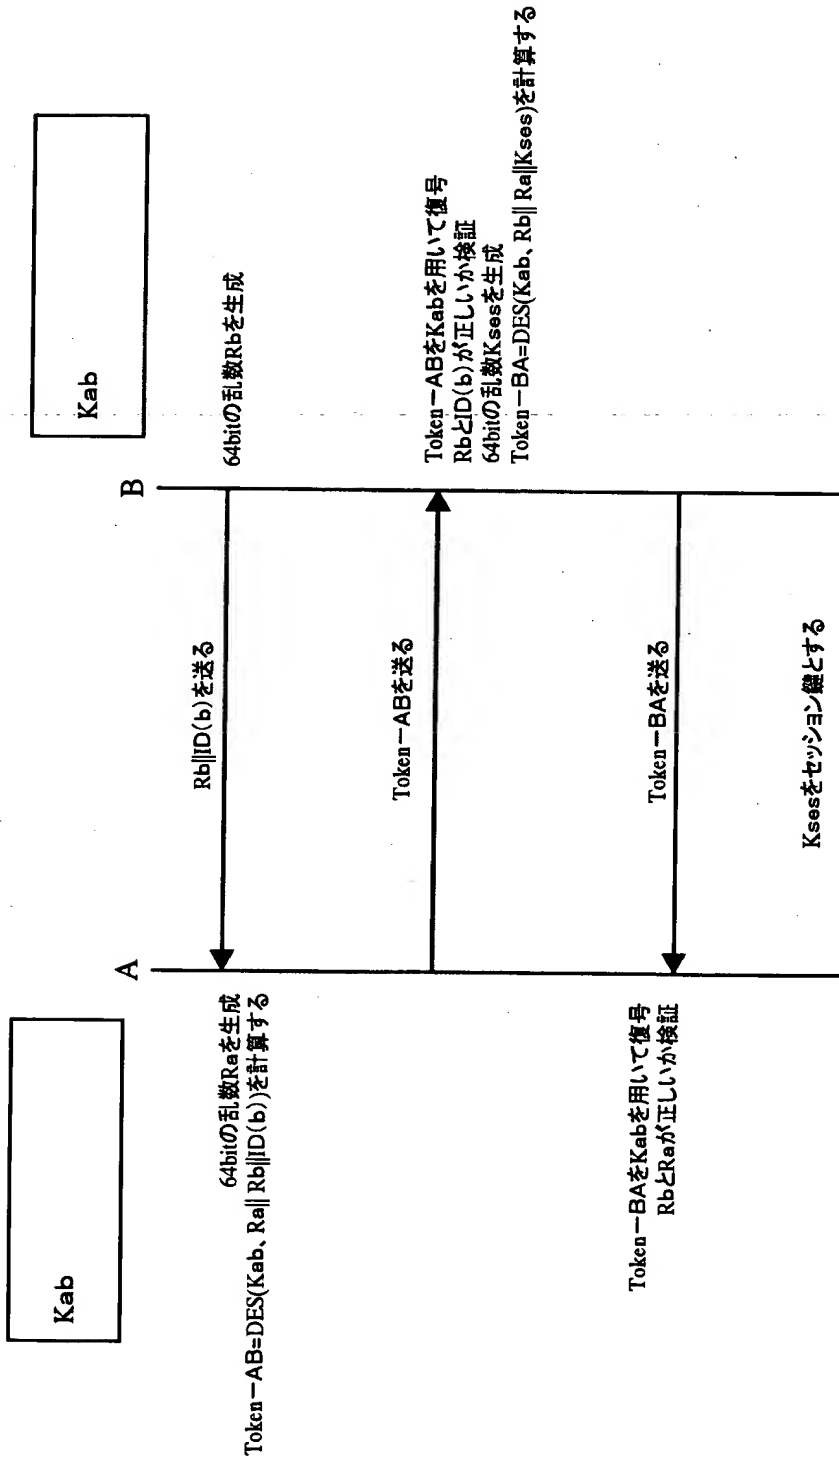 Kab
Kab
A
B
64bitの乱数Rbを生成
Rb||ID(b)を送る
64bitの乱数Raを生成
Token－AB=DES(Kab、Ra|| Rb||ID(b))を計算する
Token－ABを送る
Token－ABをKabを用いて復号
RbとID(b)が正しいか検証
64bitの乱数Ksesを生成
Token－BA=DES(Kab、Rb|| Ra||Kses)を計算する
Token－BAを送る
Token－BAをKabを用いて復号
RbとRaが正しいか検証
Ksesをセッション鍵とする